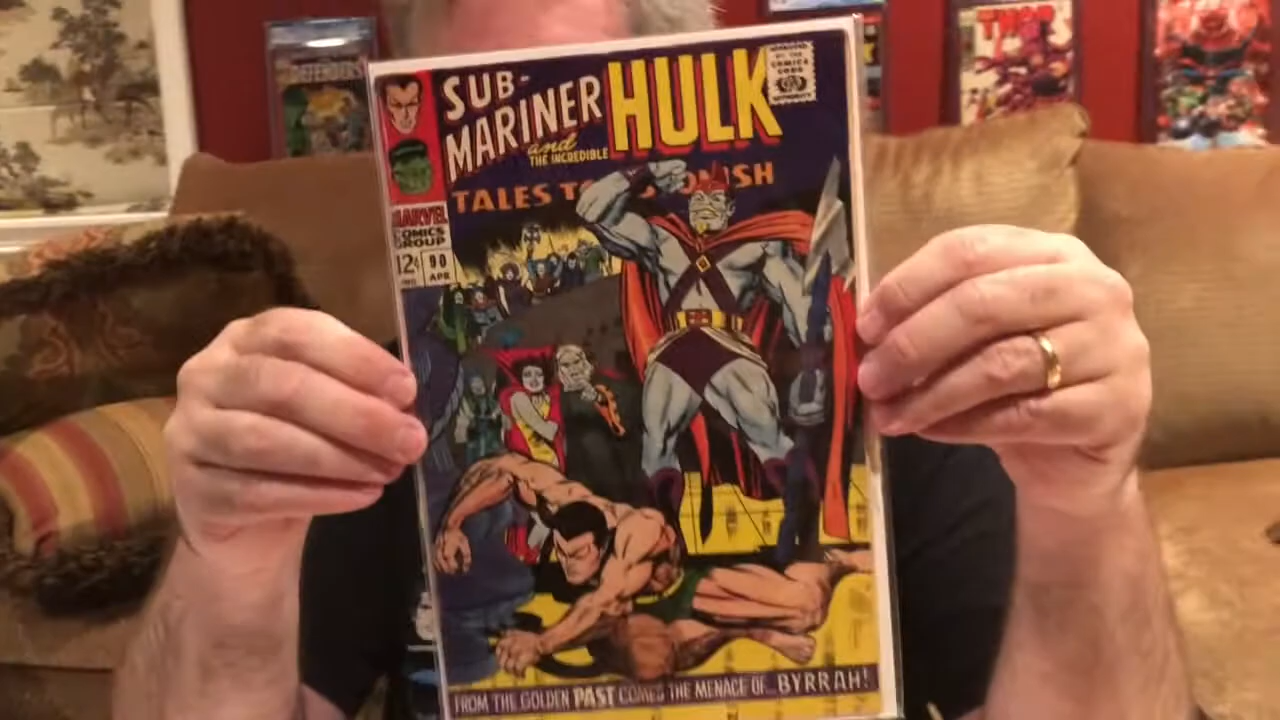 SUB-
MARINER
and
THE INCREDIBLE
HULK
APPROVED
BY THE
COMICS
CODE
AUTHORITY
TALES TO ASTONISH
MARVEL
COMICS
GROUP
12¢ 90
APR
FROM THE GOLDEN PAST COMES THE MENACE OF... BYRRAH!
DEFENDERS
THOR